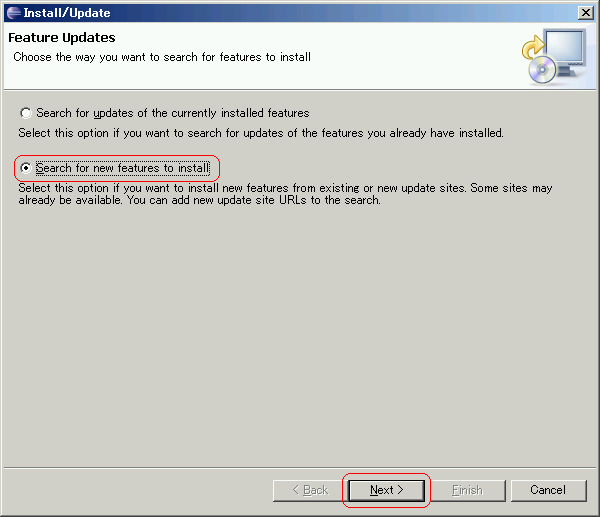 Install/Update
Feature Updates
Choose the way you want to search for features to install
Search for updates of the currently installed features
Select this option if you want to search for updates of the features you already have installed.
Search for new features to install
Select this option if you want to install new features from existing or new update sites. Some sites may
already be available. You can add new update site URLs to the search.
< Back
Next >
Finish
Cancel